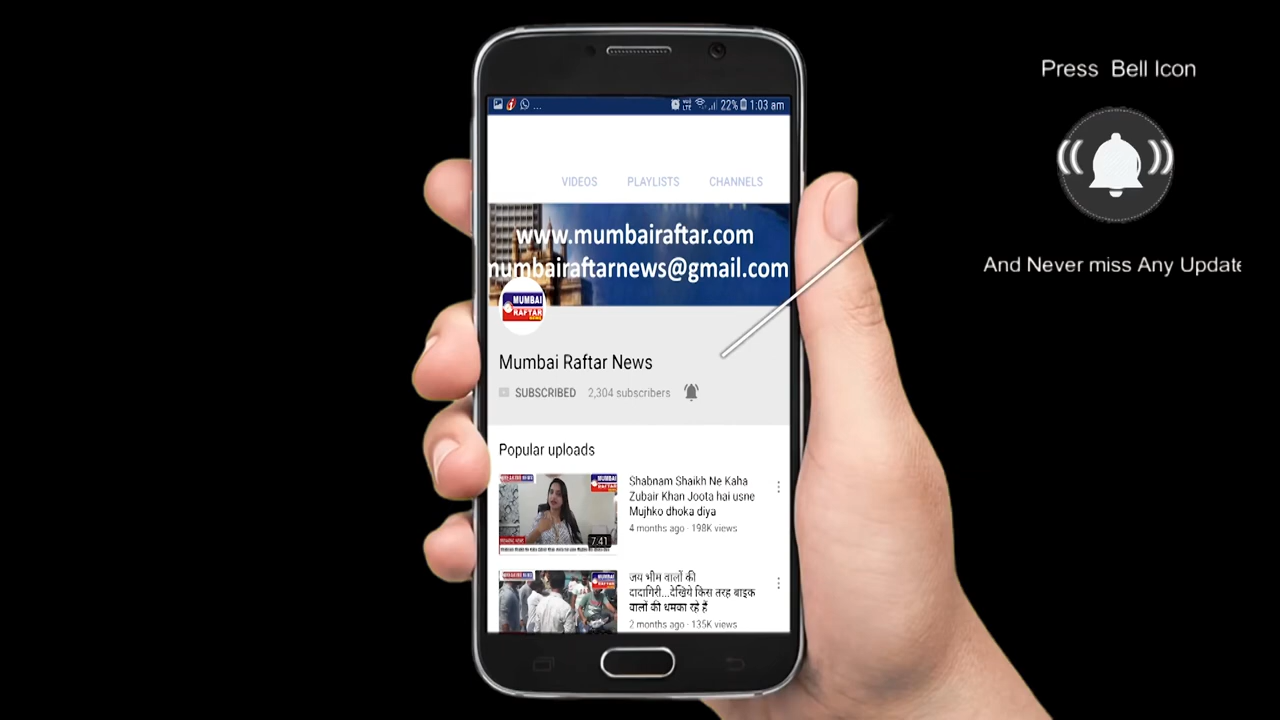 Press Bell Icon
And Never miss Any Update
... 22% 1:03 am
VIDEOS PLAYLISTS CHANNELS
www.mumbairaftar.com
mumbairaftarnews@gmail.com
MUMBAI
RAFTAR
NEWS
Mumbai Raftar News
SUBSCRIBED 2,304 subscribers
Popular uploads
MUMBAI
7:41
Shabnam Shaikh Ne Kaha
Zubair Khan Joota hai usne
Mujhko dhoka diya
4 months ago · 198K views
MUMBAI
जय भीम वालों की
दादागिरी...देखिये किस तरह बाइक
वालों की धमका रहे हैं
2 months ago · 135K views